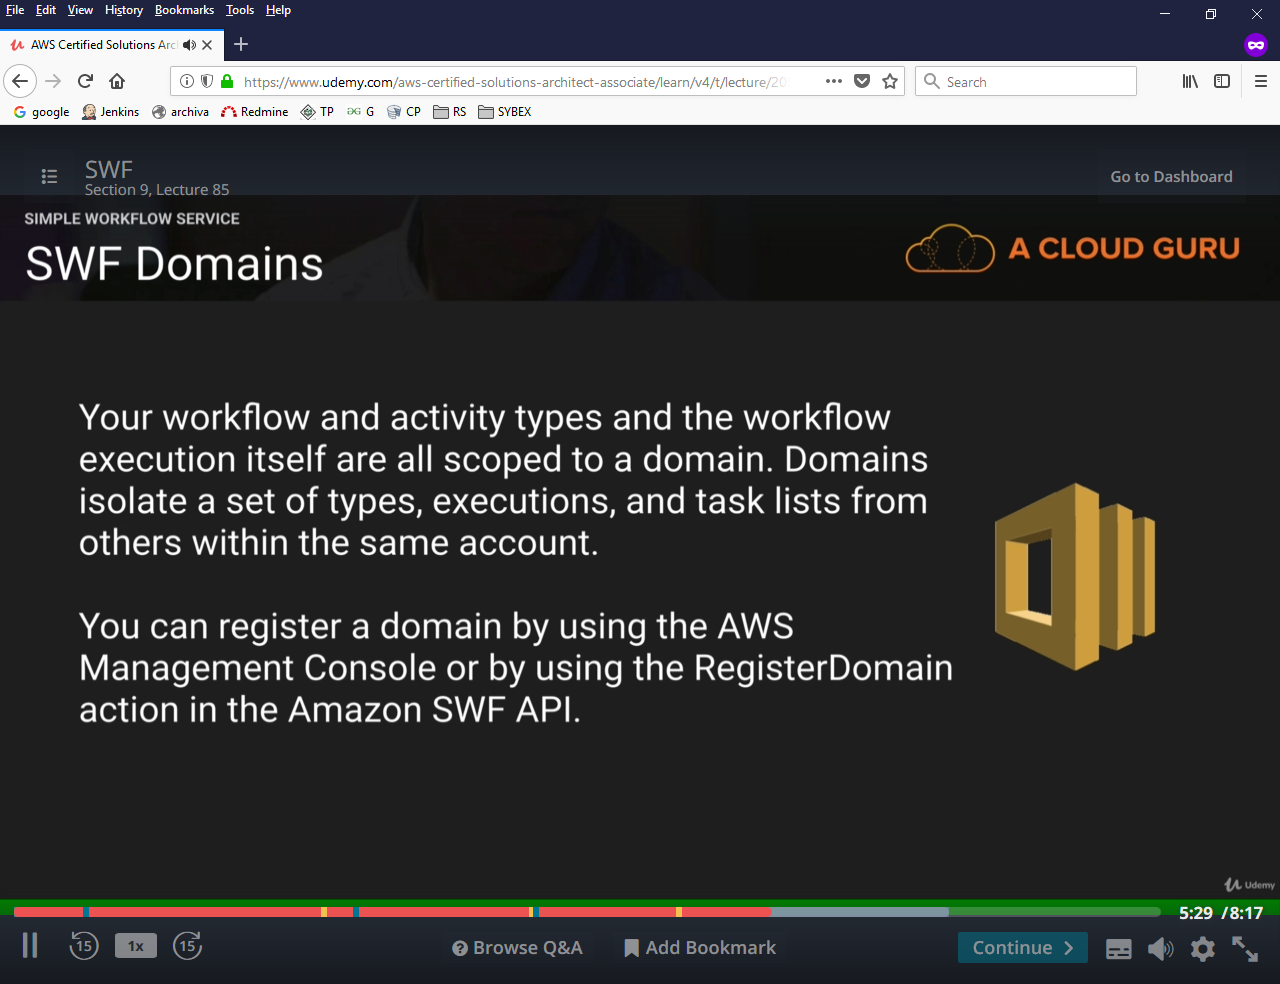 File Edit View History Bookmarks Tools Help
AWS Certified Solutions Arc
https://www.udemy.com/aws-certified-solutions-architect-associate/learn/v4/t/lecture/20
Search
google Jenkins archiva Redmine TP G CP RS SYBEX
SWF
Section 9, Lecture 85
Go to Dashboard
SIMPLE WORKFLOW SERVICE
SWF Domains
A CLOUD GURU
Your workflow and activity types and the workflow
execution itself are all scoped to a domain. Domains
isolate a set of types, executions, and task lists from
others within the same account.
You can register a domain by using the AWS
Management Console or by using the RegisterDomain
action in the Amazon SWF API.
Udemy
5:29 / 8:17
15 1x 15
Browse Q&A
Add Bookmark
Continue